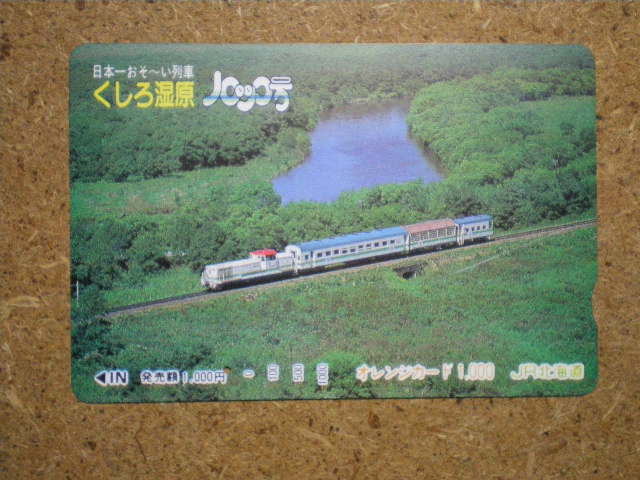 日本一おそ〜い列車
くしろ湿原 ノロッコ号
◀IN 発売額 1,000円
オレンジカード 1,000 JR北海道